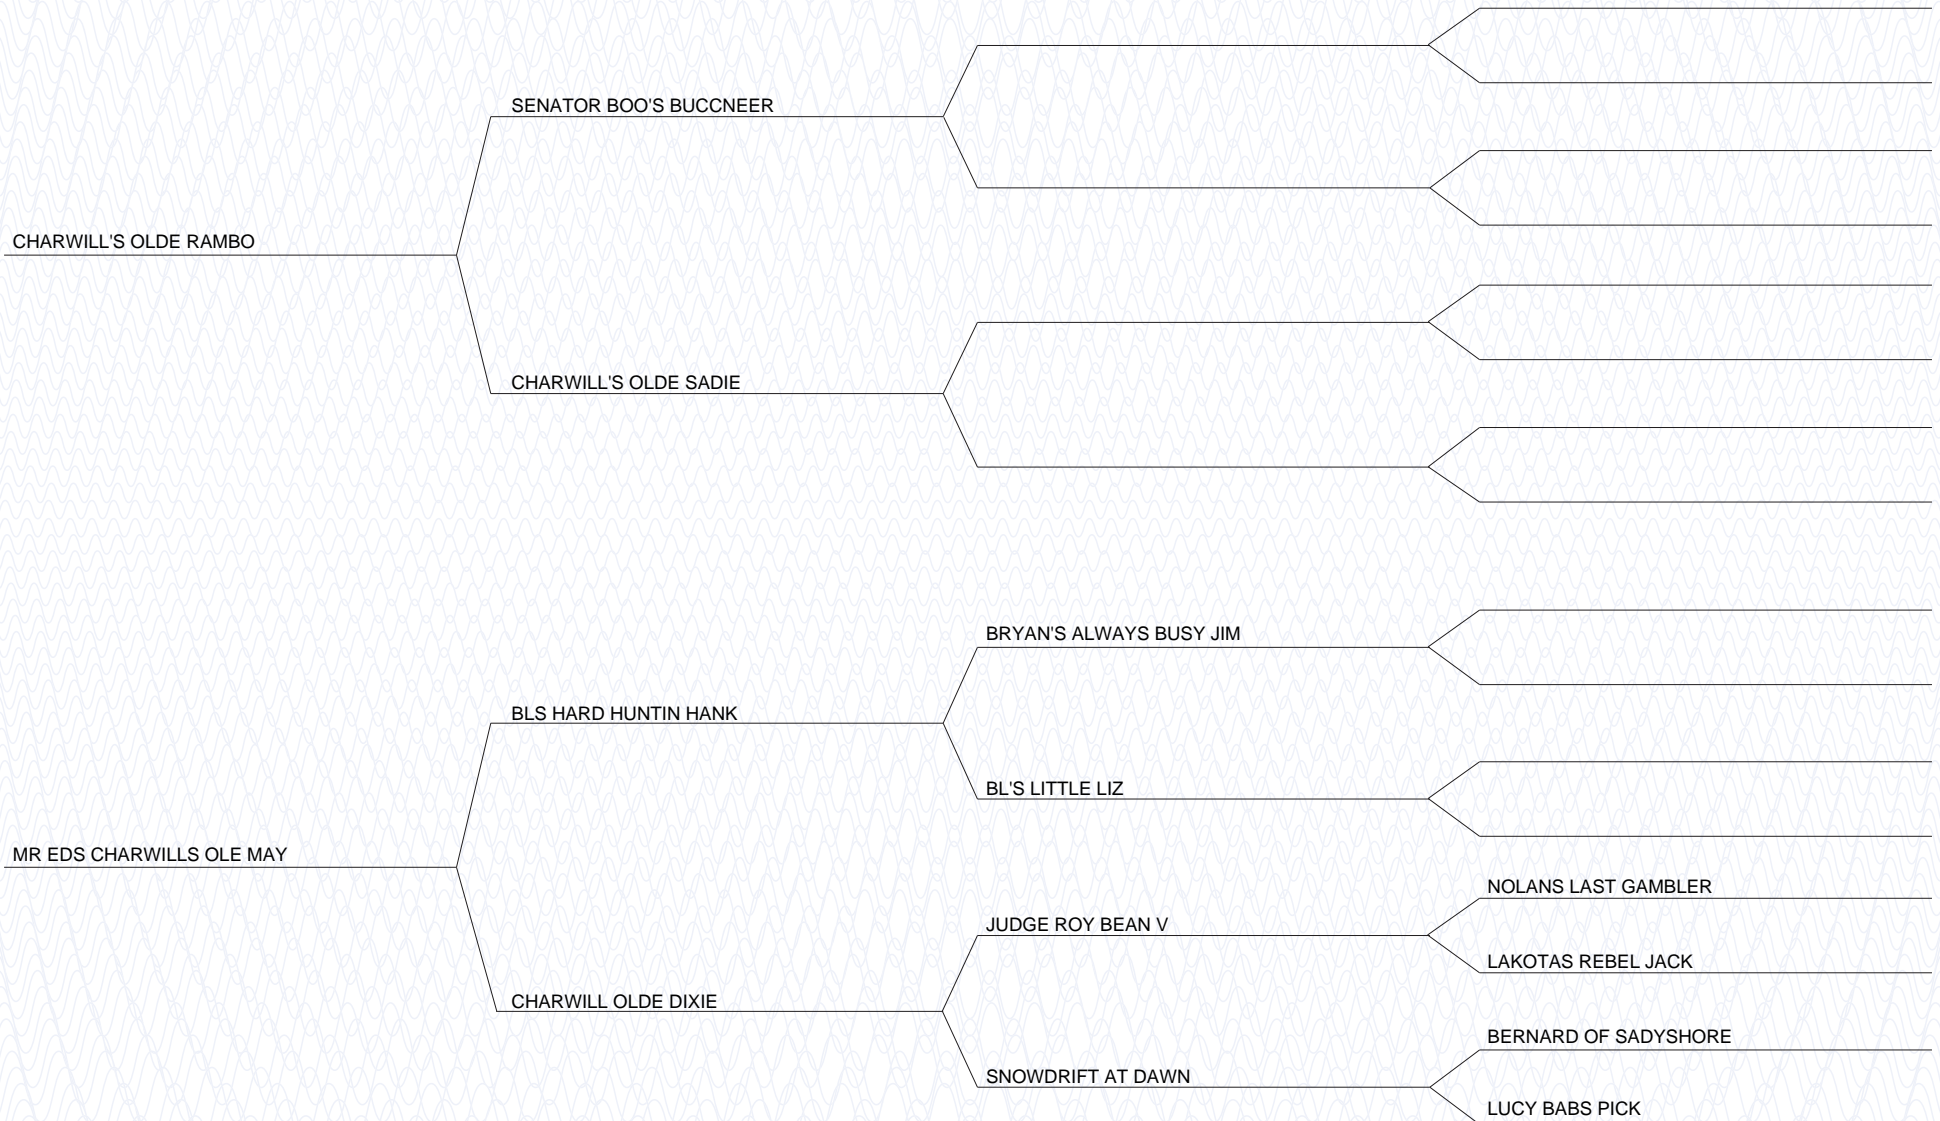 SENATOR BOO'S BUCCNEER
CHARWILL'S OLDE RAMBO
CHARWILL'S OLDE SADIE
BRYAN'S ALWAYS BUSY JIM
BLS HARD HUNTIN HANK
BL'S LITTLE LIZ
MR EDS CHARWILLS OLE MAY
NOLANS LAST GAMBLER
JUDGE ROY BEAN V
LAKOTAS REBEL JACK
CHARWILL OLDE DIXIE
BERNARD OF SADYSHORE
SNOWDRIFT AT DAWN
LUCY BABS PICK